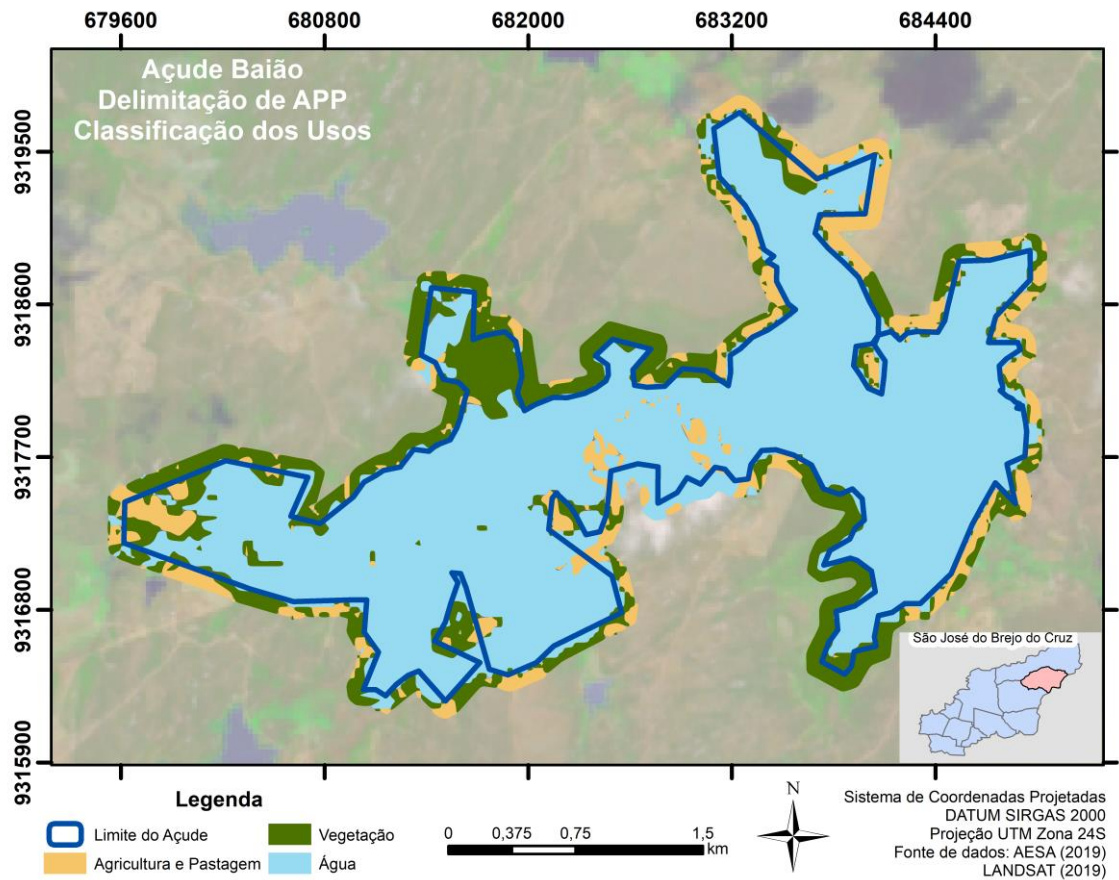 679600 680800 682000 683200 684400
Açude Baião
Delimitação de APP
Classificação dos Usos
9319500
9318600
9317700
9316800
9315900
São José do Brejo do Cruz
Legenda
Limite do Açude
Vegetação
Agricultura e Pastagem
Água
0 0,375 0,75 1,5
km
N
Sistema de Coordenadas Projetadas
DATUM SIRGAS 2000
Projeção UTM Zona 24S
Fonte de dados: AESA (2019)
LANDSAT (2019)